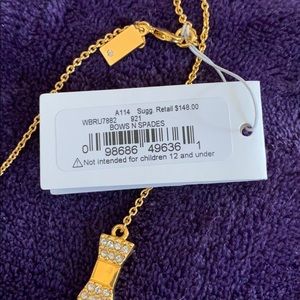 A114 Sugg. Retail $148.00
WBRU7882 921
BOWS N SPADES
0 98686 49636 1
⚠Not intended for children 12 and under